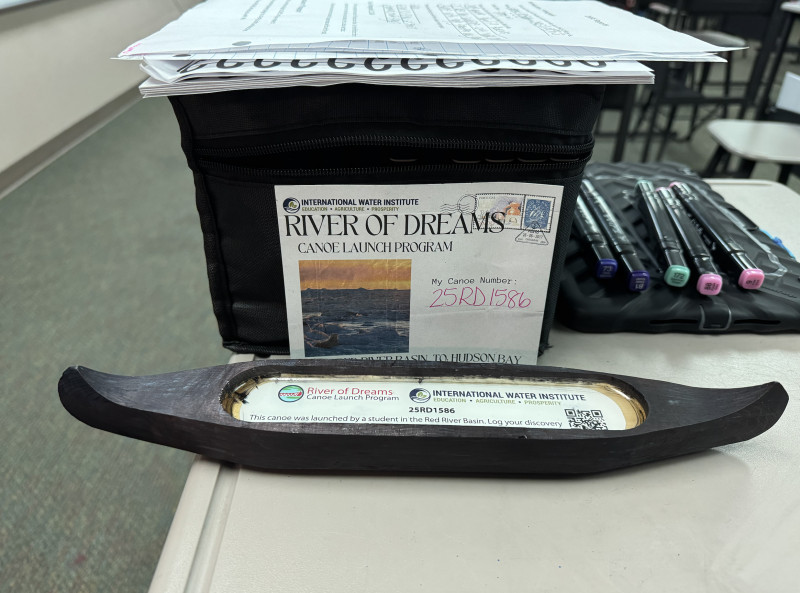 INTERNATIONAL WATER INSTITUTE
EDUCATION • AGRICULTURE • PROSPERITY
RIVER OF DREAMS
CANOE LAUNCH PROGRAM
My Canoe Number:
25RD1586
RIVER BASIN, TO HUDSON BAY
River of Dreams
Canoe Launch Program
INTERNATIONAL WATER INSTITUTE
EDUCATION • AGRICULTURE • PROSPERITY
25RD1586
This canoe was launched by a student in the Red River Basin. Log your discovery